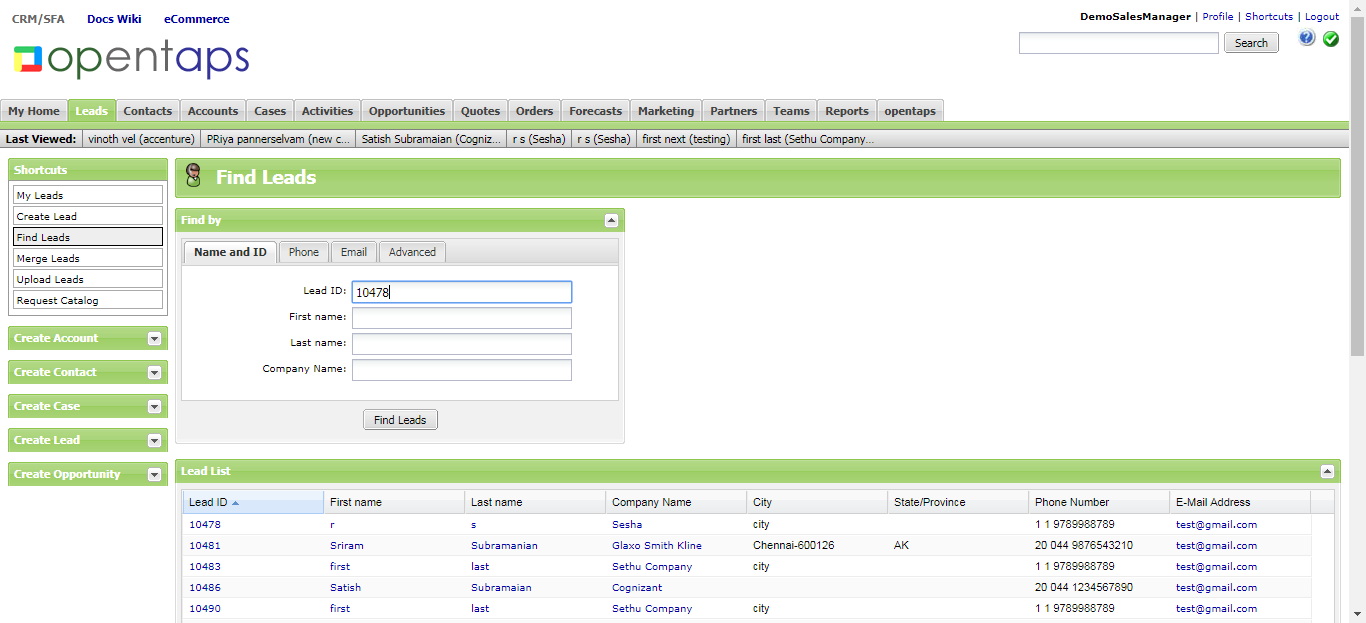 CRM/SFA Docs Wiki eCommerce
DemoSalesManager | Profile | Shortcuts | Logout
opentaps
Search
My Home Leads Contacts Accounts Cases Activities Opportunities Quotes Orders Forecasts Marketing Partners Teams Reports opentaps
Last Viewed: vinoth vel (accenture) PRiya pannerselvam (new c... Satish Subramaian (Cogniz... r s (Sesha) r s (Sesha) first next (testing) first last (Sethu Company...
Shortcuts
My Leads
Create Lead
Find Leads
Merge Leads
Upload Leads
Request Catalog
Create Account
Create Contact
Create Case
Create Lead
Create Opportunity
Find Leads
Find by
Name and ID Phone Email Advanced
Lead ID: 10478
First name:
Last name:
Company Name:
Find Leads
Lead List
Lead ID First name Last name Company Name City State/Province Phone Number E-Mail Address
10478 r s Sesha city 1 1 9789988789 test@gmail.com
10481 Sriram Subramanian Glaxo Smith Kline Chennai-600126 AK 20 044 9876543210 test@gmail.com
10483 first last Sethu Company city 1 1 9789988789 test@gmail.com
10486 Satish Subramaian Cognizant 20 044 1234567890 test@gmail.com
10490 first last Sethu Company city 1 1 9789988789 test@gmail.com